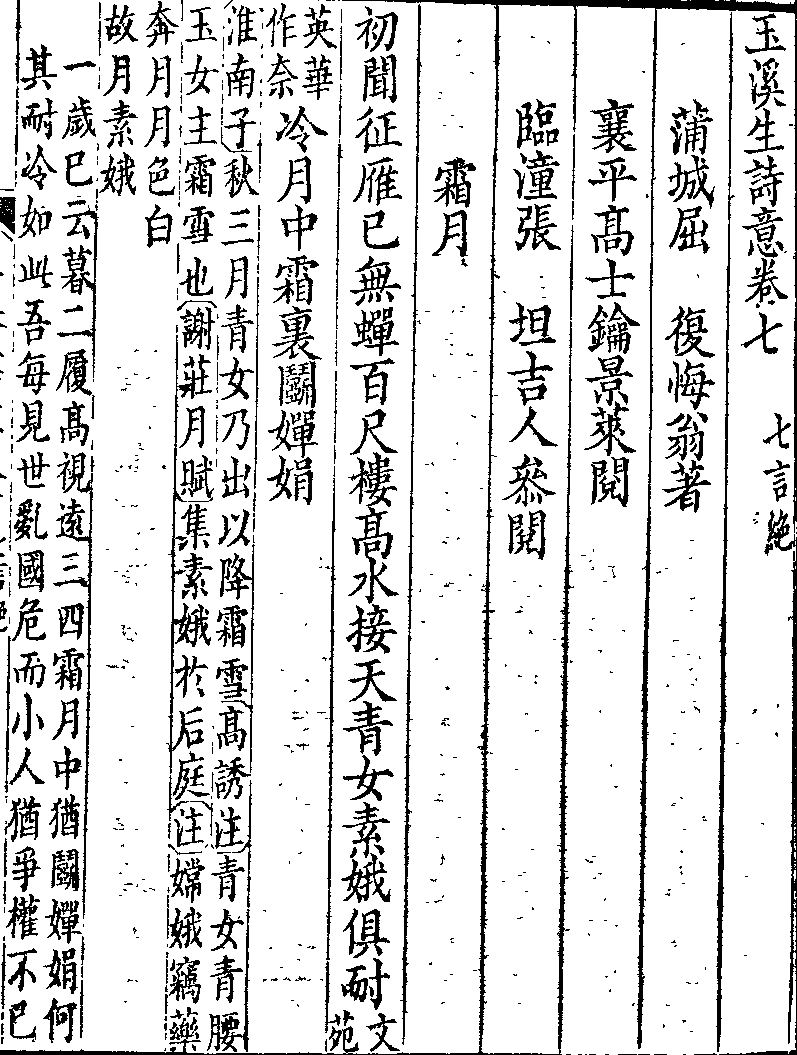 玉溪生詩意卷七　七言絶
蒲城屈　復悔翁著
襄平髙士鑰景萊閱
臨潼張　坦吉人叅閱
霜月
初聞征雁已無蟬百尺樓髙水接天青女素娥俱耐文苑
英華作奈冷月中霜裏鬭嬋娟
淮南子秋三月青女乃出以降霜雪髙誘注青女青腰
玉女主霜雪也謝莊月賦集素娥於后庭注嫦娥竊藥
奔月月色白
故月素娥
一歲已云暮二履髙視遠三四霜月中猶鬭嬋娟何
其耐冷如此吾每見世亂國危而小人猶爭權不已